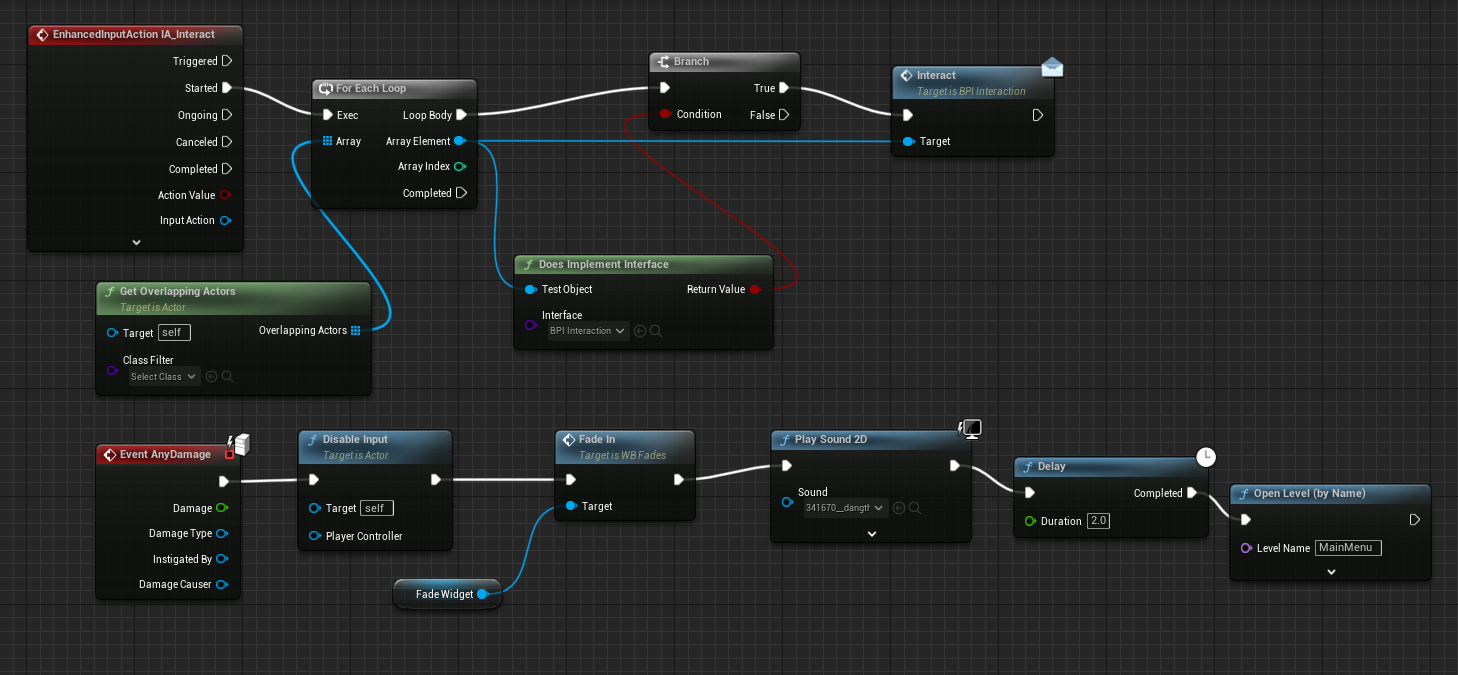 EnhancedInputAction IA_Interact
Triggered
Started
Ongoing
Canceled
Completed
Action Value
Input Action
For Each Loop
Exec Loop Body
Array Array Element
Array Index
Completed
Branch
True
Condition False
Interact
Target is BPI Interaction
Target
Get Overlapping Actors
Target is Actor
Target self Overlapping Actors
Class Filter
Select Class
Does Implement Interface
Test Object Return Value
Interface
BPI Interaction
Event AnyDamage
Damage
Damage Type
Instigated By
Damage Causer
Disable Input
Target is Actor
Target self
Player Controller
Fade In
Target is WB Fades
Target
Fade Widget
Play Sound 2D
Sound
341670__dangth
Delay
Completed
Duration 2.0
Open Level (by Name)
Level Name MainMenu